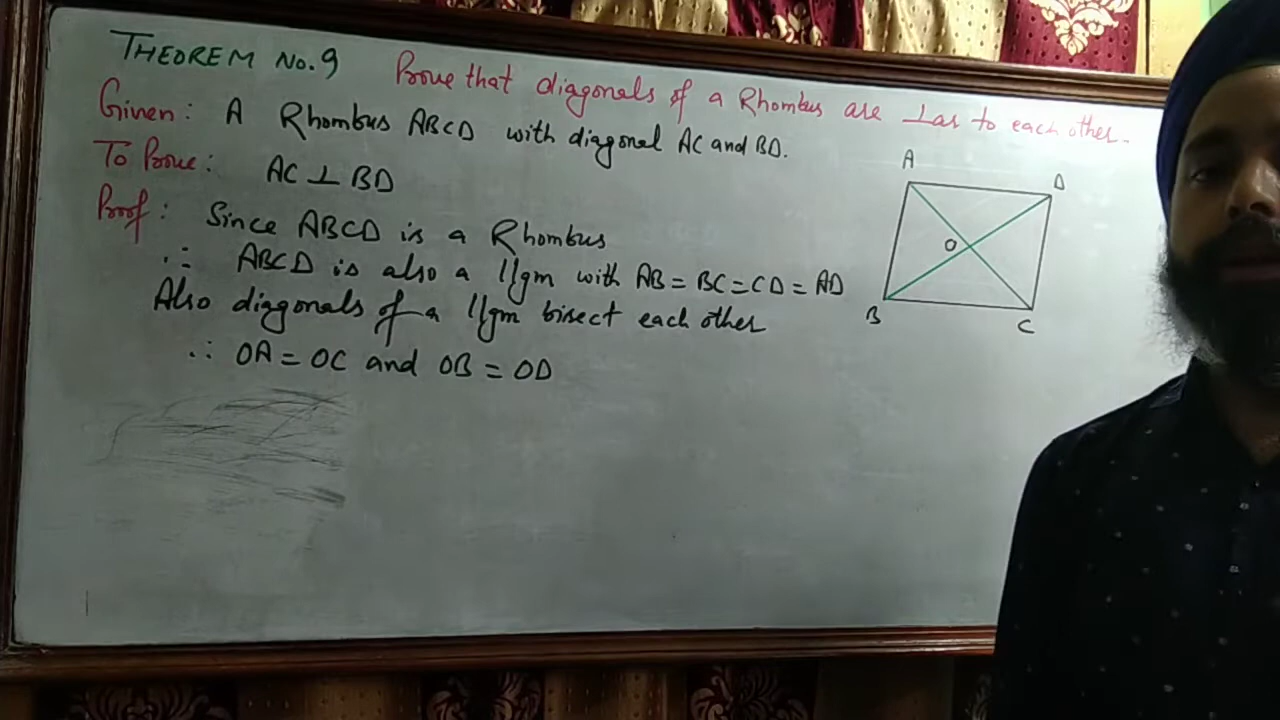 THEOREM No.9 Prove that diagonals of a Rhombus are ⊥ars to each other.
Given: A Rhombus ABCD with diagonal AC and BD.
To Prove: AC ⊥ BD
Proof: Since ABCD is a Rhombus
∴ ABCD is also a ||gm with AB = BC = CD = AD
Also diagonals of a ||gm bisect each other
∴ OA = OC and OB = OD
A
D
O
B
C